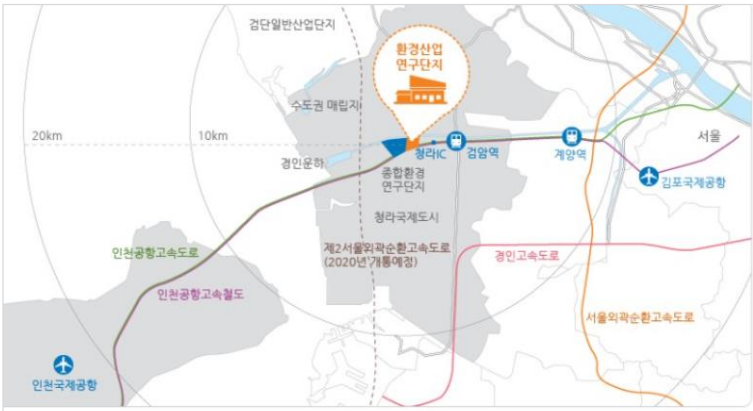 검단일반산업단지
환경산업
연구단지
수도권 매립지
20km
10km
서울
청라IC
검암역
계양역
경인운하
종합환경
연구단지
김포국제공항
청라국제도시
인천공항고속도로
제2서울외곽순환고속도로
(2020년 개통예정)
경인고속도로
인천공항고속철도
서울외곽순환고속도로
인천국제공항